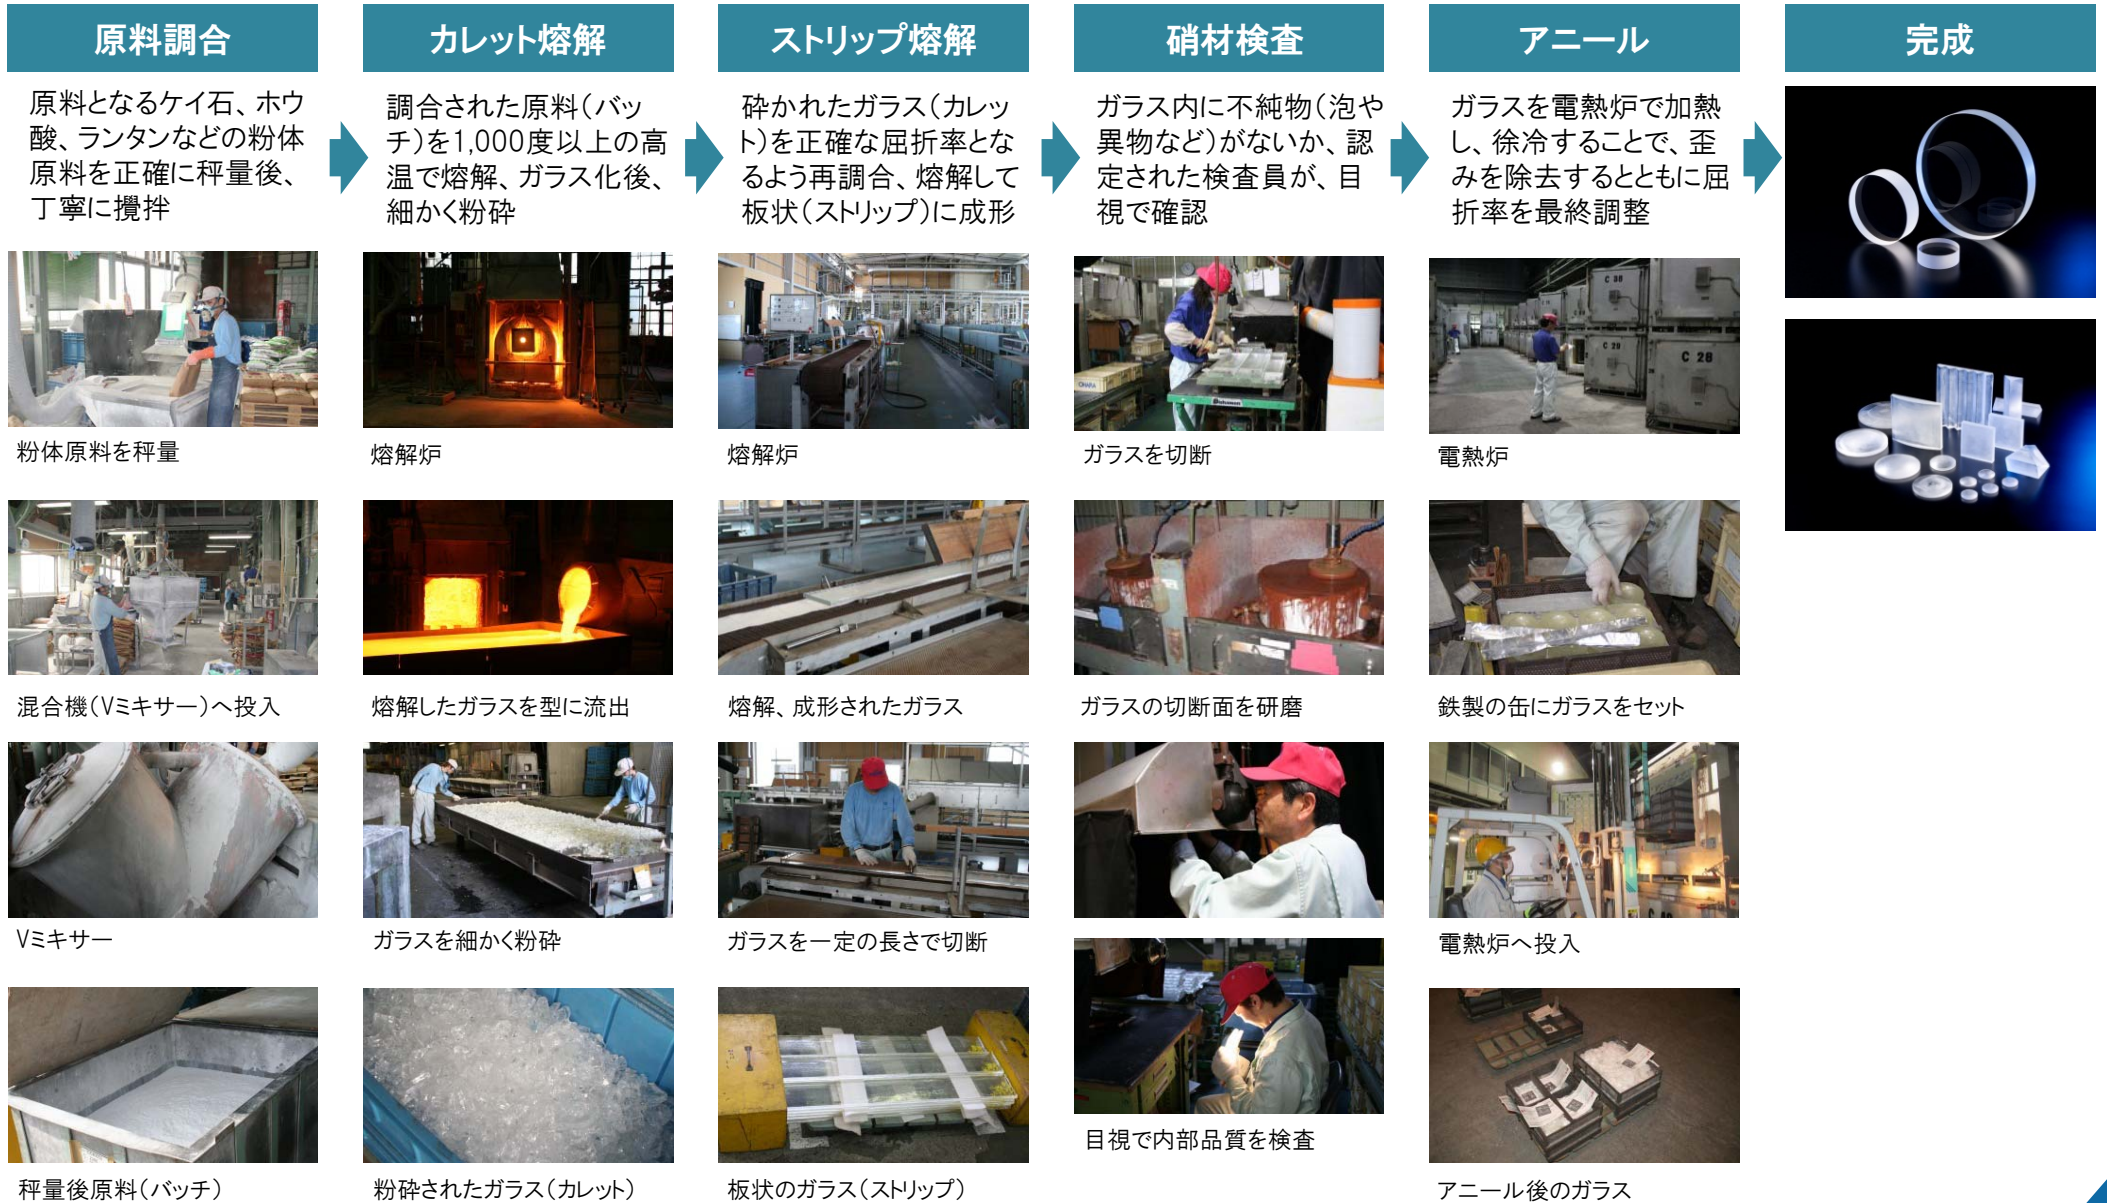 原料調合
原料となるケイ石、ホウ
酸、ランタンなどの粉体
原料を正確に秤量後、
丁寧に攪拌
粉体原料を秤量
混合機（Vミキサー）へ投入
Vミキサー
秤量後原料（バッチ）
カレット熔解
調合された原料（バッ
チ）を1,000度以上の高
温で熔解、ガラス化後、
細かく粉砕
熔解炉
熔解したガラスを型に流出
ガラスを細かく粉砕
粉砕されたガラス（カレット）
ストリップ熔解
砕かれたガラス（カレッ
ト）を正確な屈折率とな
るよう再調合、熔解して
板状（ストリップ）に成形
熔解炉
熔解、成形されたガラス
ガラスを一定の長さで切断
板状のガラス（ストリップ）
硝材検査
ガラス内に不純物（泡や
異物など）がないか、認
定された検査員が、目
視で確認
OHARA
ガラスを切断
ガラスの切断面を研磨
目視で内部品質を検査
アニール
ガラスを電熱炉で加熱
し、徐冷することで、歪
みを除去するとともに屈
折率を最終調整
C 38
C 29
C 28
電熱炉
鉄製の缶にガラスをセット
電熱炉へ投入
アニール後のガラス
完成